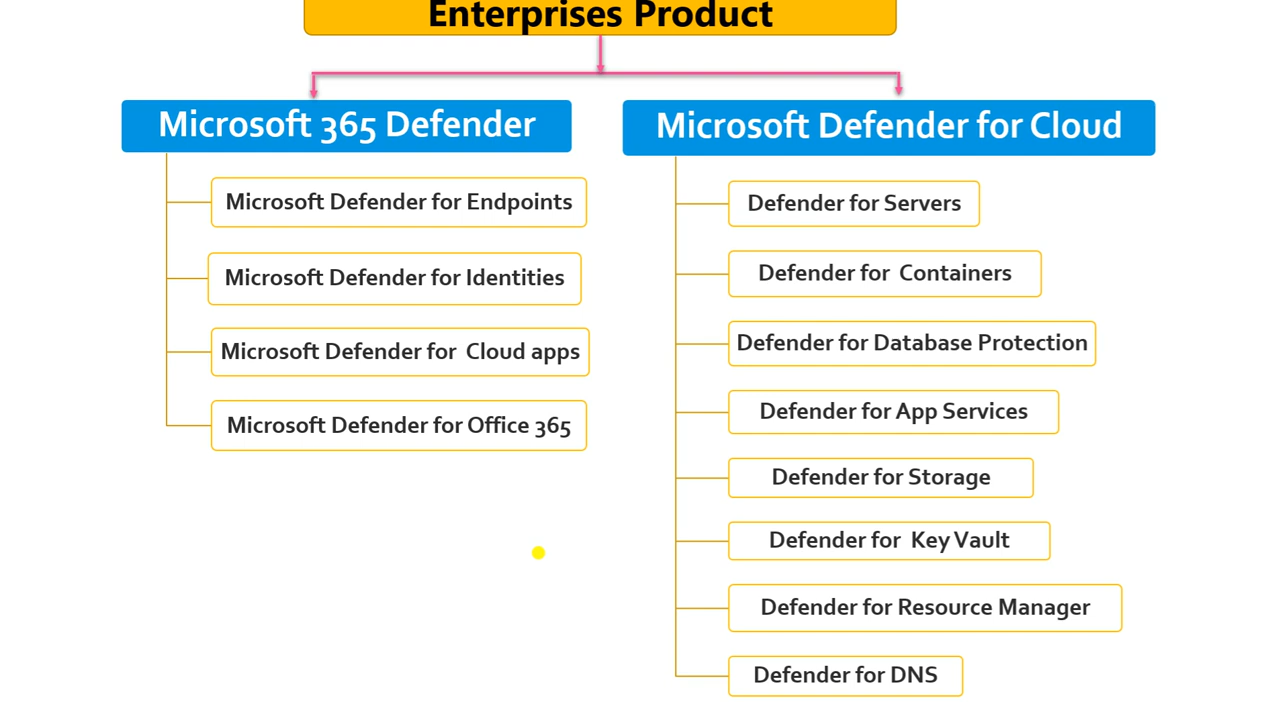 Enterprises Product
Microsoft 365 Defender
Microsoft Defender for Endpoints
Microsoft Defender for Identities
Microsoft Defender for Cloud apps
Microsoft Defender for Office 365
Microsoft Defender for Cloud
Defender for Servers
Defender for Containers
Defender for Database Protection
Defender for App Services
Defender for Storage
Defender for Key Vault
Defender for Resource Manager
Defender for DNS